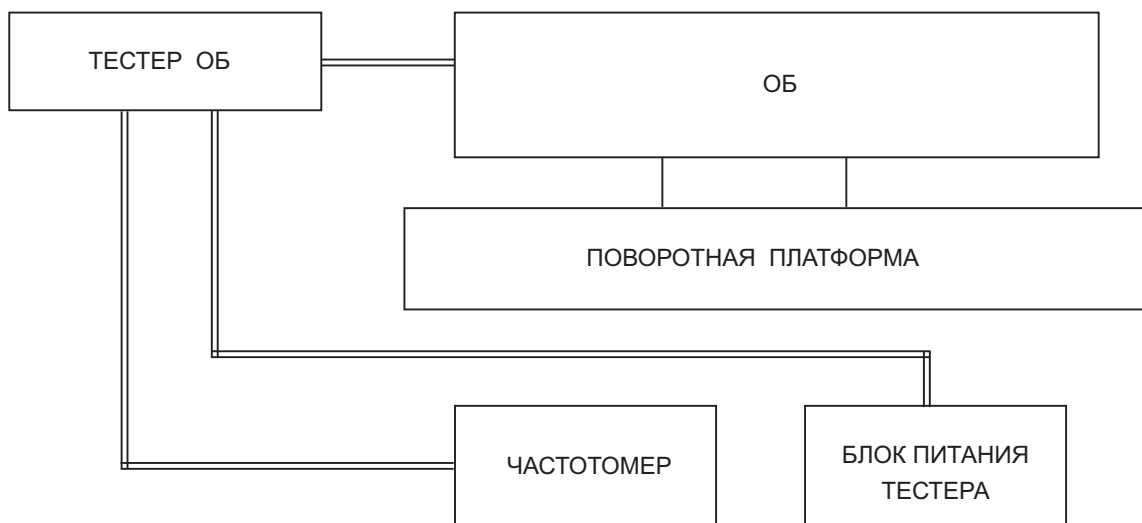 ТЕСТЕР ОБ
ОБ
ПОВОРОТНАЯ ПЛАТФОРМА
ЧАСТОТОМЕР
БЛОК ПИТАНИЯ
ТЕСТЕРА